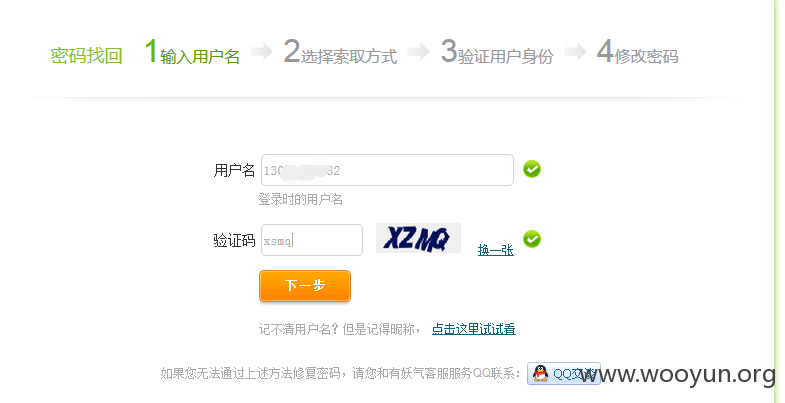 密码找回 1输入用户名 2选择索取方式 3验证用户身份 4修改密码
用户名 130 32
登录时的用户名
验证码 xsmq XZMQ 换一张
下一步
记不清用户名？但是记得昵称， 点击这里试试看
如果您无法通过上述方法修复密码，请您和有妖气客服服务QQ联系： QQ交谈
www.wooyun.org